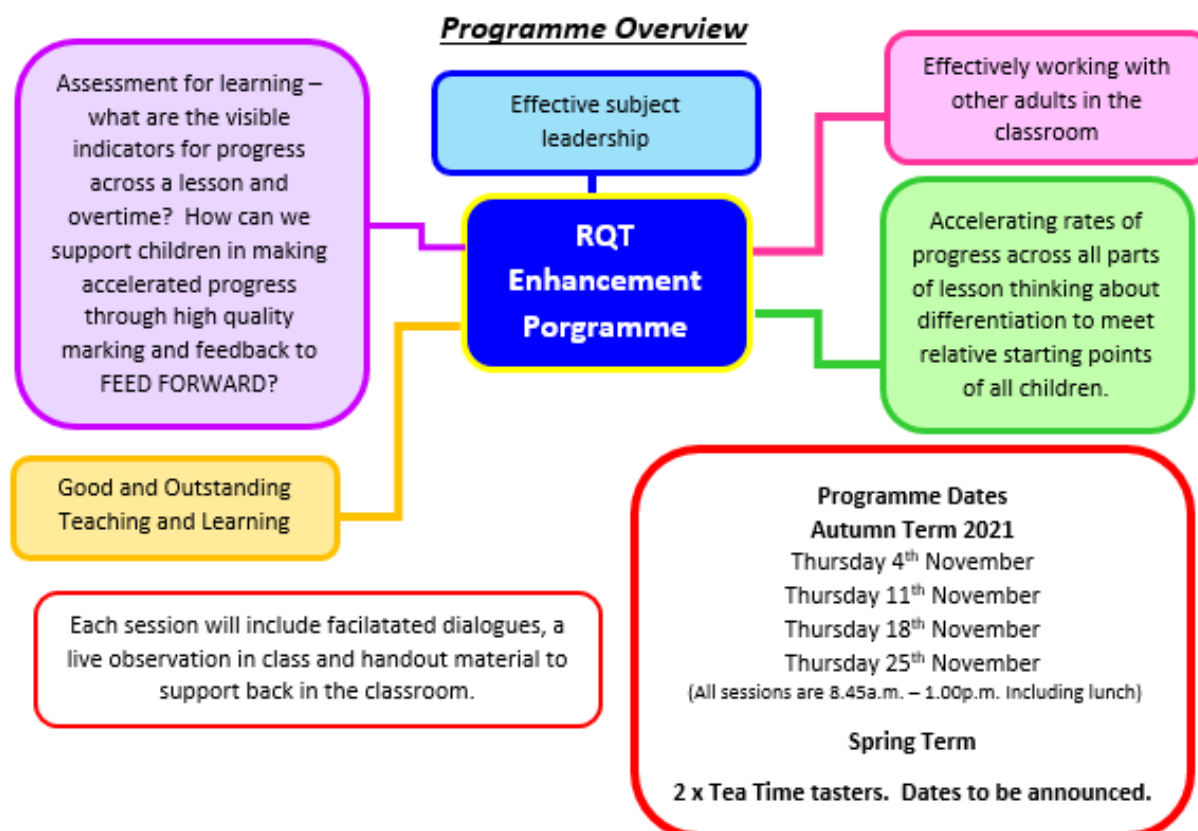 Programme Overview
Assessment for learning –
what are the visible
indicators for progress
across a lesson and
overtime? How can we
support children in making
accelerated progress
through high quality
marking and feedback to
FEED FORWARD?
Effective subject
leadership
Effectively working with
other adults in the
classroom
RQT
Enhancement
Porgramme
Accelerating rates of
progress across all parts
of lesson thinking about
differentiation to meet
relative starting points
of all children.
Good and Outstanding
Teaching and Learning
Each session will include facilatated dialogues, a
live observation in class and handout material to
support back in the classroom.
Programme Dates
Autumn Term 2021
Thursday 4th November
Thursday 11th November
Thursday 18th November
Thursday 25th November
(All sessions are 8.45a.m. – 1.00p.m. Including lunch)
Spring Term
2 x Tea Time tasters. Dates to be announced.